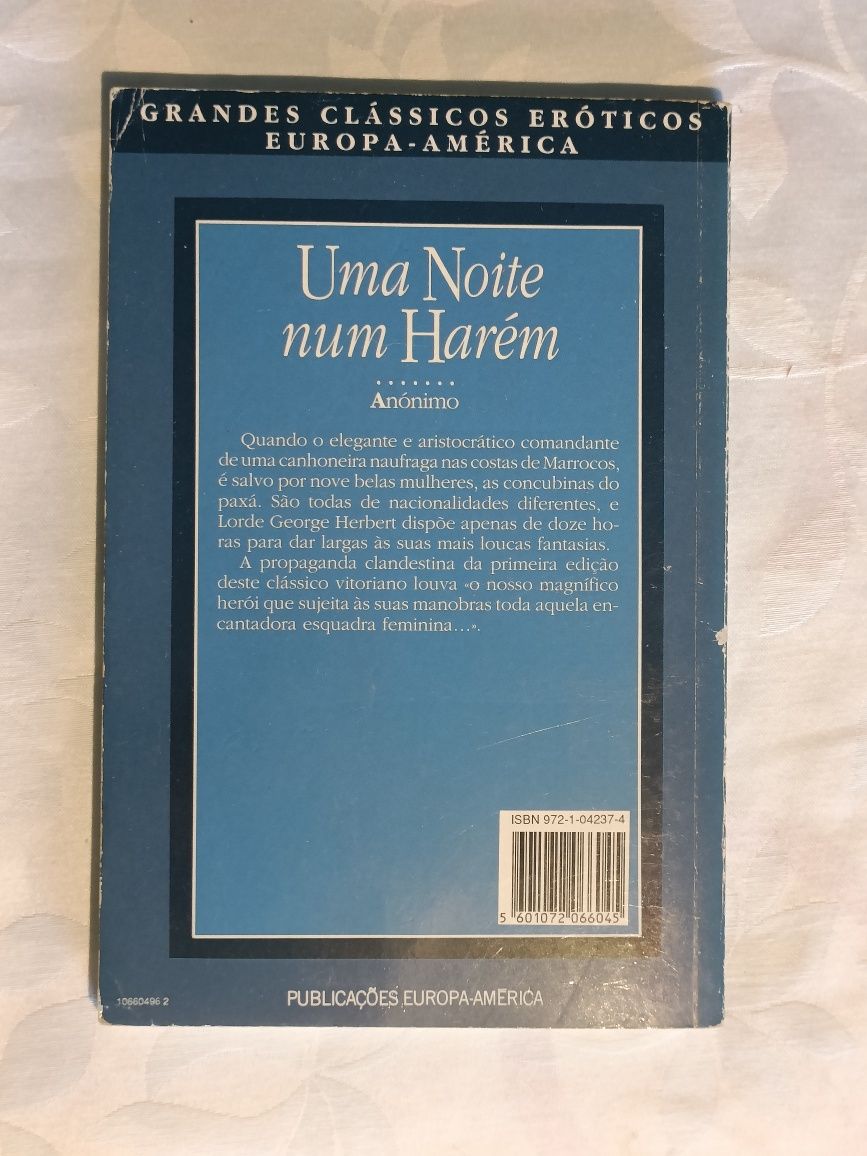 GRANDES CLÁSSICOS ERÓTICOS
EUROPA-AMÉRICA
Uma Noite
num Harém
.......
Anónimo
Quando o elegante e aristocrático comandante
de uma canhoneira naufraga nas costas de Marrocos,
é salvo por nove belas mulheres, as concubinas do
paxá. São todas de nacionalidades diferentes, e
Lorde George Herbert dispõe apenas de doze ho-
ras para dar largas às suas mais loucas fantasias.
A propaganda clandestina da primeira edição
deste clássico vitoriano louva «o nosso magnífico
herói que sujeita às suas manobras toda aquela en-
cantadora esquadra feminina...».
ISBN 972-1-04237-4
5 601072 066045
10660496 2
PUBLICAÇÕES EUROPA-AMÉRICA